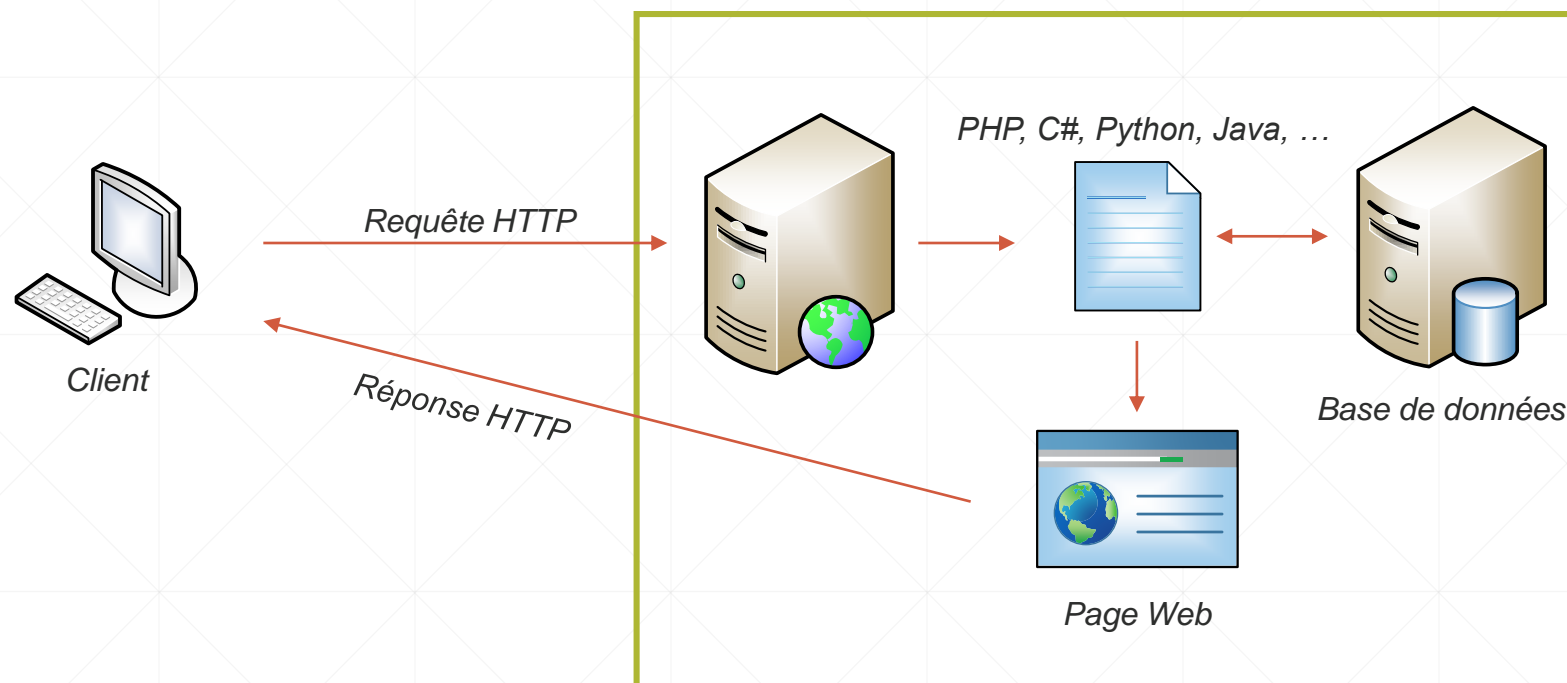 PHP, C#, Python, Java, …
Requête HTTP
Client
Réponse HTTP
Base de données
Page Web